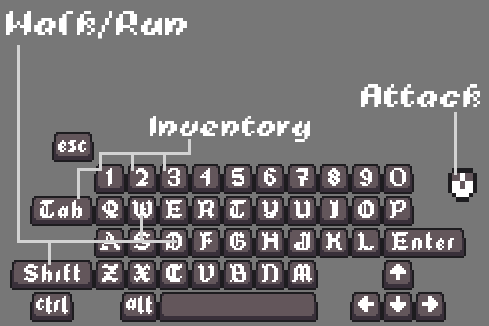 Walk/Run
Attack
Inventory
esc
1 2 3 4 5 6 7 8 9 0
Tab Q W E R T Y U I O P
A S D F G H J K L Enter
Shift Z X C V B N M
ctrl alt